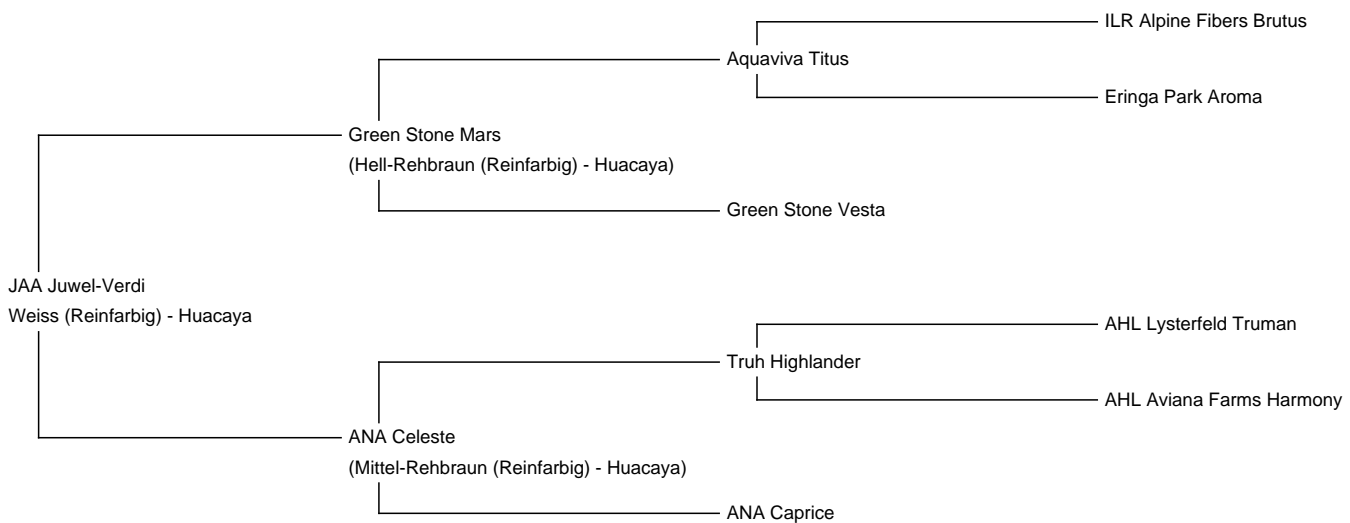 ILR Alpine Fibers Brutus
Aquaviva Titus
Eringa Park Aroma
Green Stone Mars
(Hell-Rehbraun (Reinfarbig) - Huacaya)
Green Stone Vesta
JAA Juwel-Verdi
Weiss (Reinfarbig) - Huacaya
AHL Lysterfeld Truman
Truh Highlander
AHL Aviana Farms Harmony
ANA Celeste
(Mittel-Rehbraun (Reinfarbig) - Huacaya)
ANA Caprice